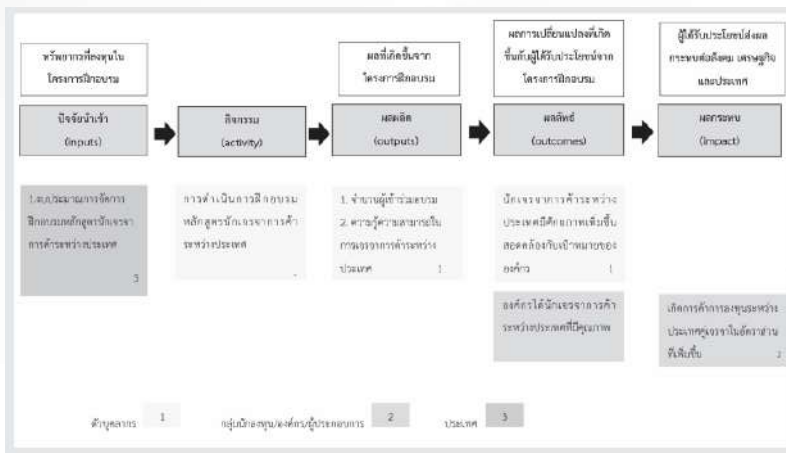 ทรัพยากรที่ลงทุนใน
โครงการฝึกอบรม
ผลที่เกิดขึ้นจาก
โครงการฝึกอบรม
ผลการเปลี่ยนแปลงที่เกิด
ขึ้นกับผู้ได้รับประโยชน์จาก
โครงการฝึกอบรม
ผู้ได้รับประโยชน์ส่งผล
กระทบต่อสังคม เศรษฐกิจ
และประเทศ
ปัจจัยนำเข้า
(inputs)
กิจกรรม
(activity)
ผลผลิต
(outputs)
ผลลัพธ์
(outcomes)
ผลกระทบ
(impact)
1.งบประมาณการจัดการ
ฝึกอบรมหลักสูตรนักเจรจา
การค้าระหว่างประเทศ
3
การดำเนินการฝึกอบรม
หลักสูตรนักเจรจาการค้า
ระหว่างประเทศ
1. จำนวนผู้เข้าร่วมอบรม
2. ความรู้ความสามารถใน
การเจรจาการค้าระหว่าง
ประเทศ 1
นักเจรจาการค้าระหว่าง
ประเทศมีศักยภาพเพิ่มขึ้น
สอดคล้องกับเป้าหมายของ
องค์กร 1
องค์กรได้นักเจรจาการค้า
ระหว่างประเทศที่มีคุณภาพ
เกิดการค้าการลงทุนระหว่าง
ประเทศคู่เจรจาในอัตราส่วน
ที่เพิ่มขึ้น 2
ตัวบุคลากร 1 กลุ่มนักลงทุน/องค์กร/ผู้ประกอบการ 2 ประเทศ 3